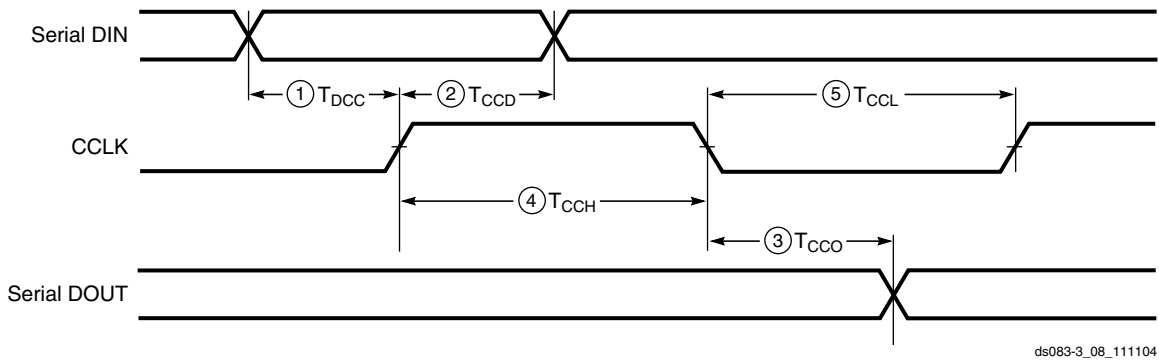 Serial DIN
① T_DCC ② T_CCD ⑤ T_CCL
CCLK
④ T_CCH
③ T_CCO
Serial DOUT
ds083-3_08_111104